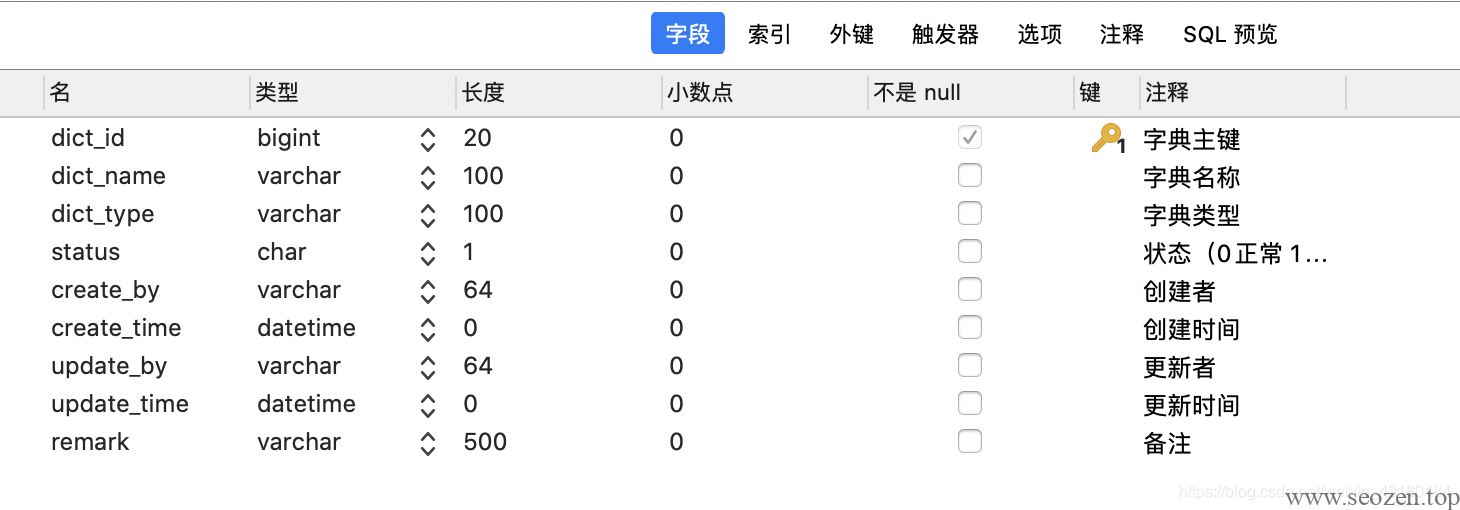 字段 索引 外键 触发器 选项 注释 SQL 预览
名 类型 长度 小数点 不是 null 键 注释
dict_id bigint 20 0 1 字典主键
dict_name varchar 100 0 字典名称
dict_type varchar 100 0 字典类型
status char 1 0 状态（0正常 1...
create_by varchar 64 0 创建者
create_time datetime 0 0 创建时间
update_by varchar 64 0 更新者
update_time datetime 0 0 更新时间
remark varchar 500 0 备注
www.seozen.top